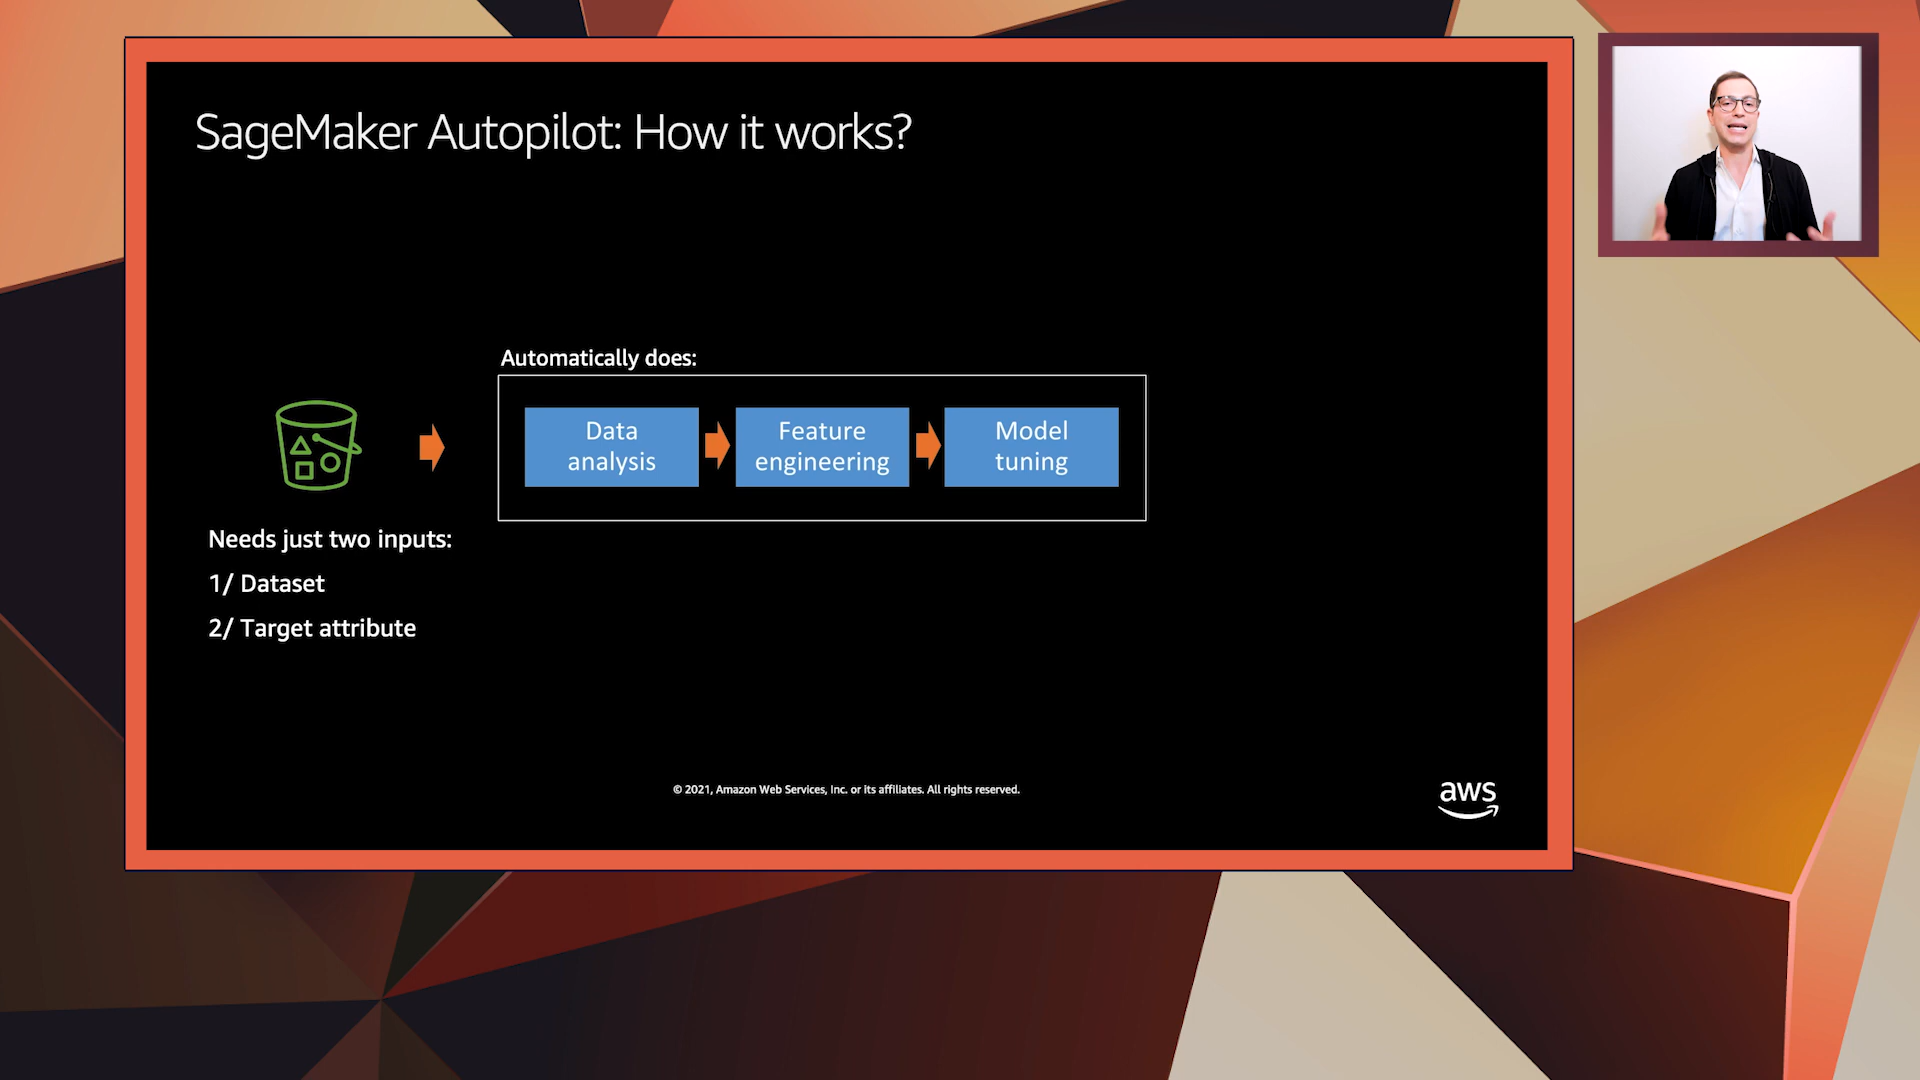 SageMaker Autopilot: How it works?
Automatically does:
Data
analysis
Feature
engineering
Model
tuning
Needs just two inputs:
1/ Dataset
2/ Target attribute
© 2021, Amazon Web Services, Inc. or its affiliates. All rights reserved.
aws